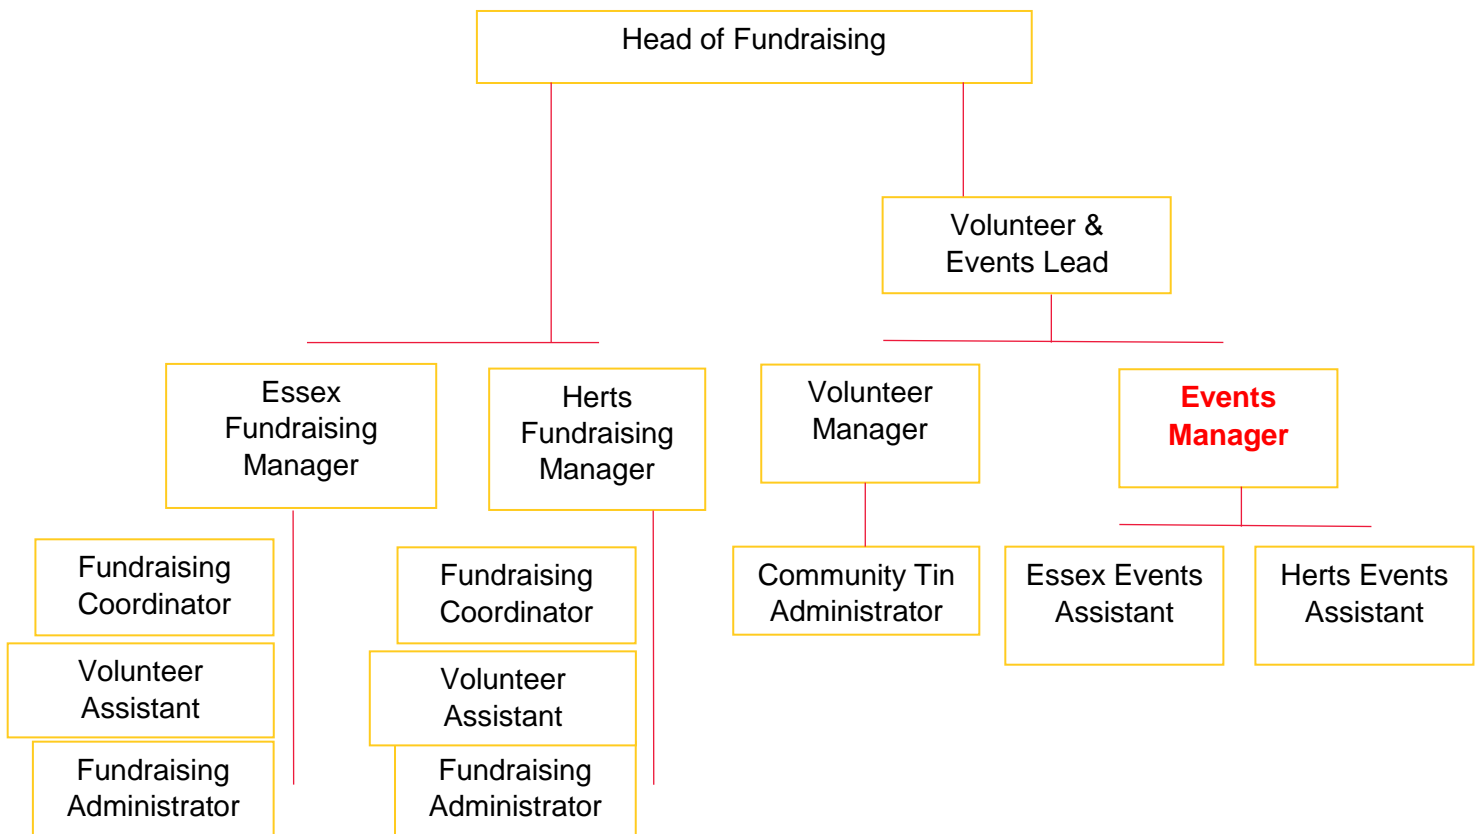 Head of Fundraising
Volunteer &
Events Lead
Essex
Fundraising
Manager
Herts
Fundraising
Manager
Volunteer
Manager
Events
Manager
Fundraising
Coordinator
Volunteer
Assistant
Fundraising
Administrator
Fundraising
Coordinator
Volunteer
Assistant
Fundraising
Administrator
Community Tin
Administrator
Essex Events
Assistant
Herts Events
Assistant